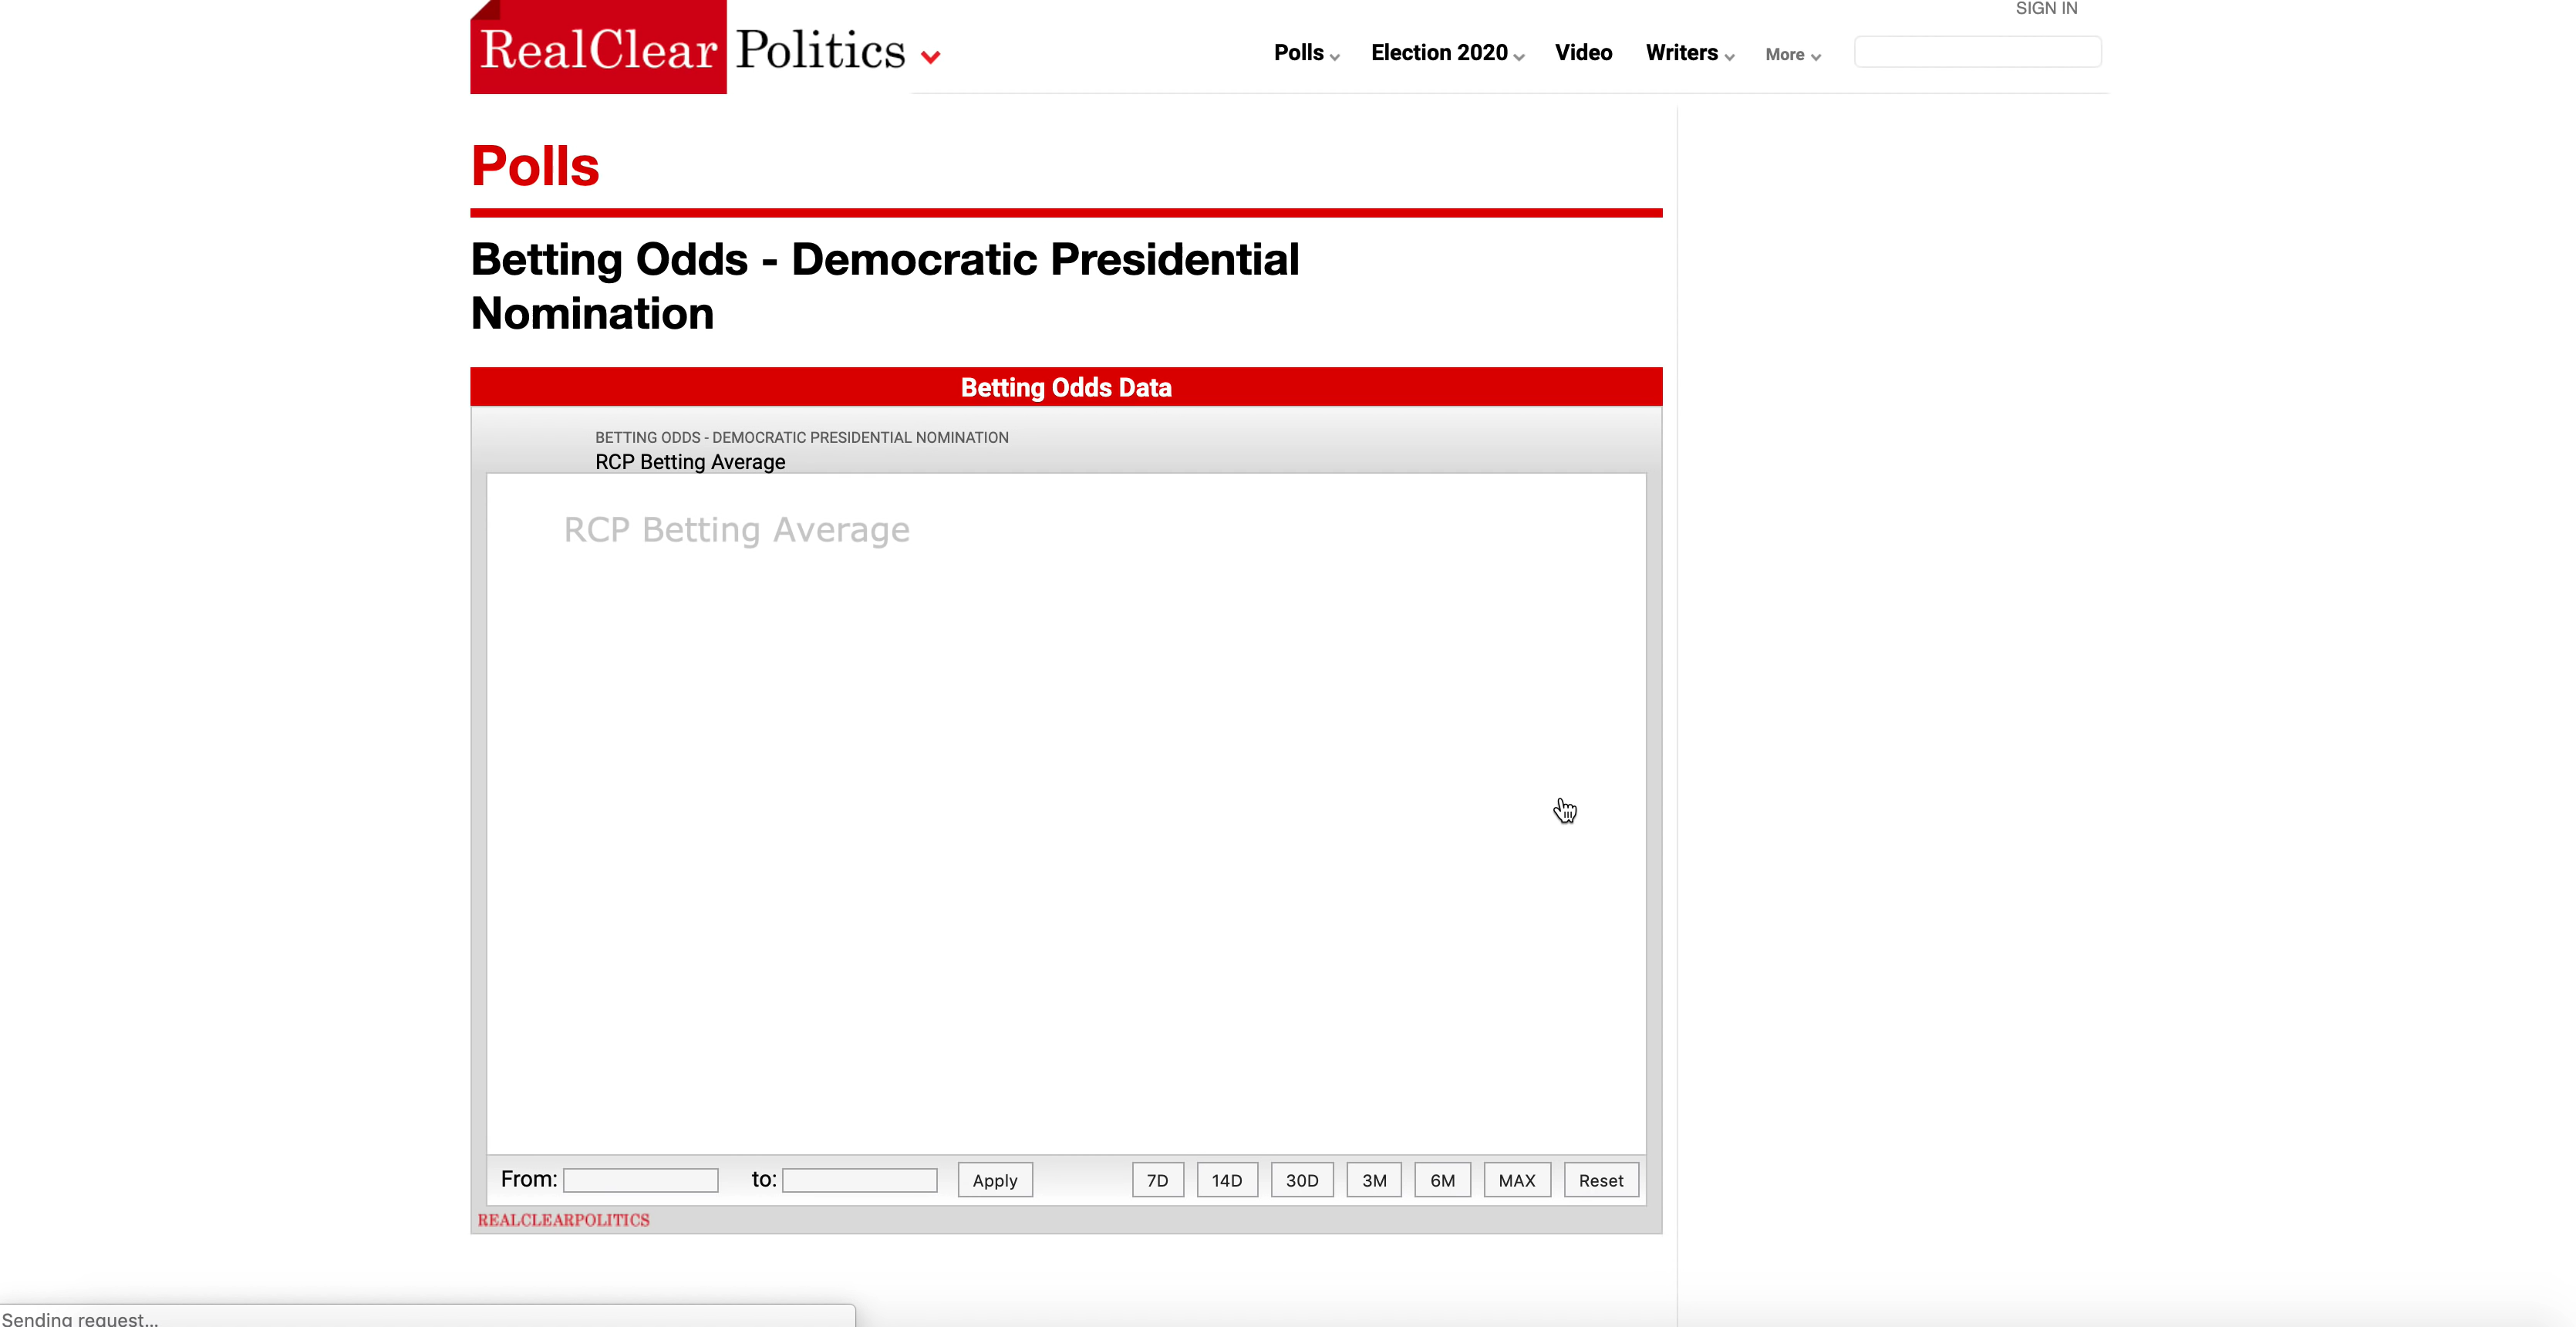 SIGN IN
RealClear Politics
Polls Election 2020 Video Writers More
Polls
Betting Odds - Democratic Presidential
Nomination
Betting Odds Data
BETTING ODDS - DEMOCRATIC PRESIDENTIAL NOMINATION
RCP Betting Average
RCP Betting Average
From: to: Apply 7D 14D 30D 3M 6M MAX Reset
REALCLEARPOLITICS
Sending request...